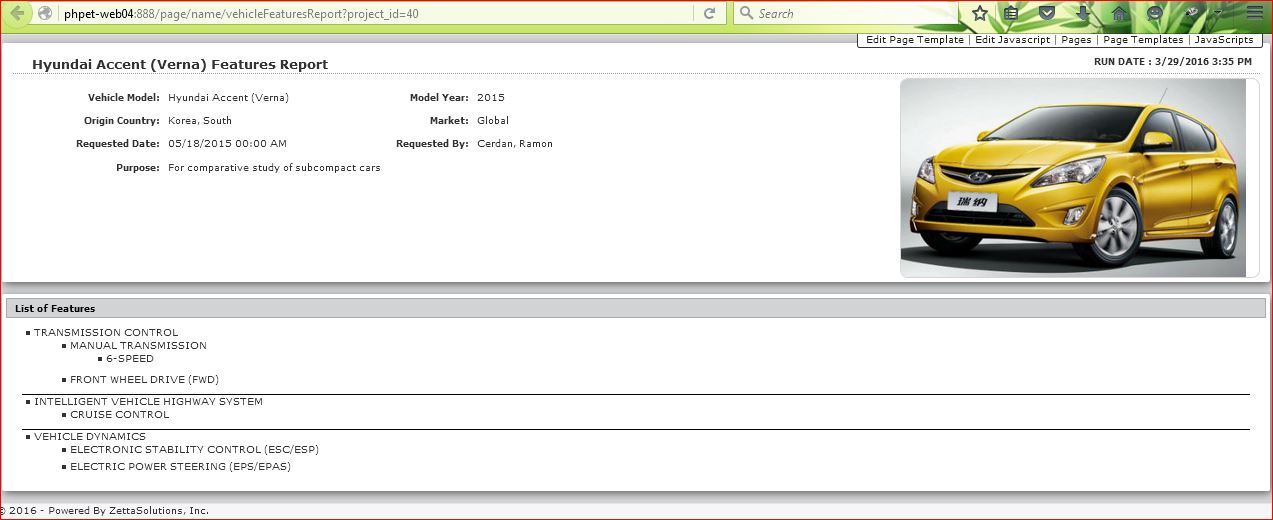 phpet-web04:888/page/name/vehicleFeaturesReport?project_id=40
Search
Edit Page Template | Edit Javascript | Pages | Page Templates | JavaScripts
Hyundai Accent (Verna) Features Report
RUN DATE : 3/29/2016 3:35 PM
Vehicle Model: Hyundai Accent (Verna) Model Year: 2015
Origin Country: Korea, South Market: Global
Requested Date: 05/18/2015 00:00 AM Requested By: Cerdan, Ramon
Purpose: For comparative study of subcompact cars
瑞纳
List of Features
TRANSMISSION CONTROL
MANUAL TRANSMISSION
6-SPEED
FRONT WHEEL DRIVE (FWD)
INTELLIGENT VEHICLE HIGHWAY SYSTEM
CRUISE CONTROL
VEHICLE DYNAMICS
ELECTRONIC STABILITY CONTROL (ESC/ESP)
ELECTRIC POWER STEERING (EPS/EPAS)
© 2016 - Powered By ZettaSolutions, Inc.